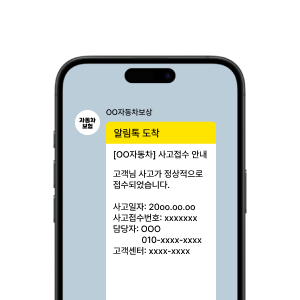 OO자동차보상
자동차
보험
알림톡 도착
[OO자동차] 사고접수 안내
고객님 사고가 정상적으로
접수되었습니다.
사고일자: 20oo.oo.oo
사고접수번호: xxxxxxx
담당자: OOO
010-xxxx-xxxx
고객센터: xxxx-xxxx